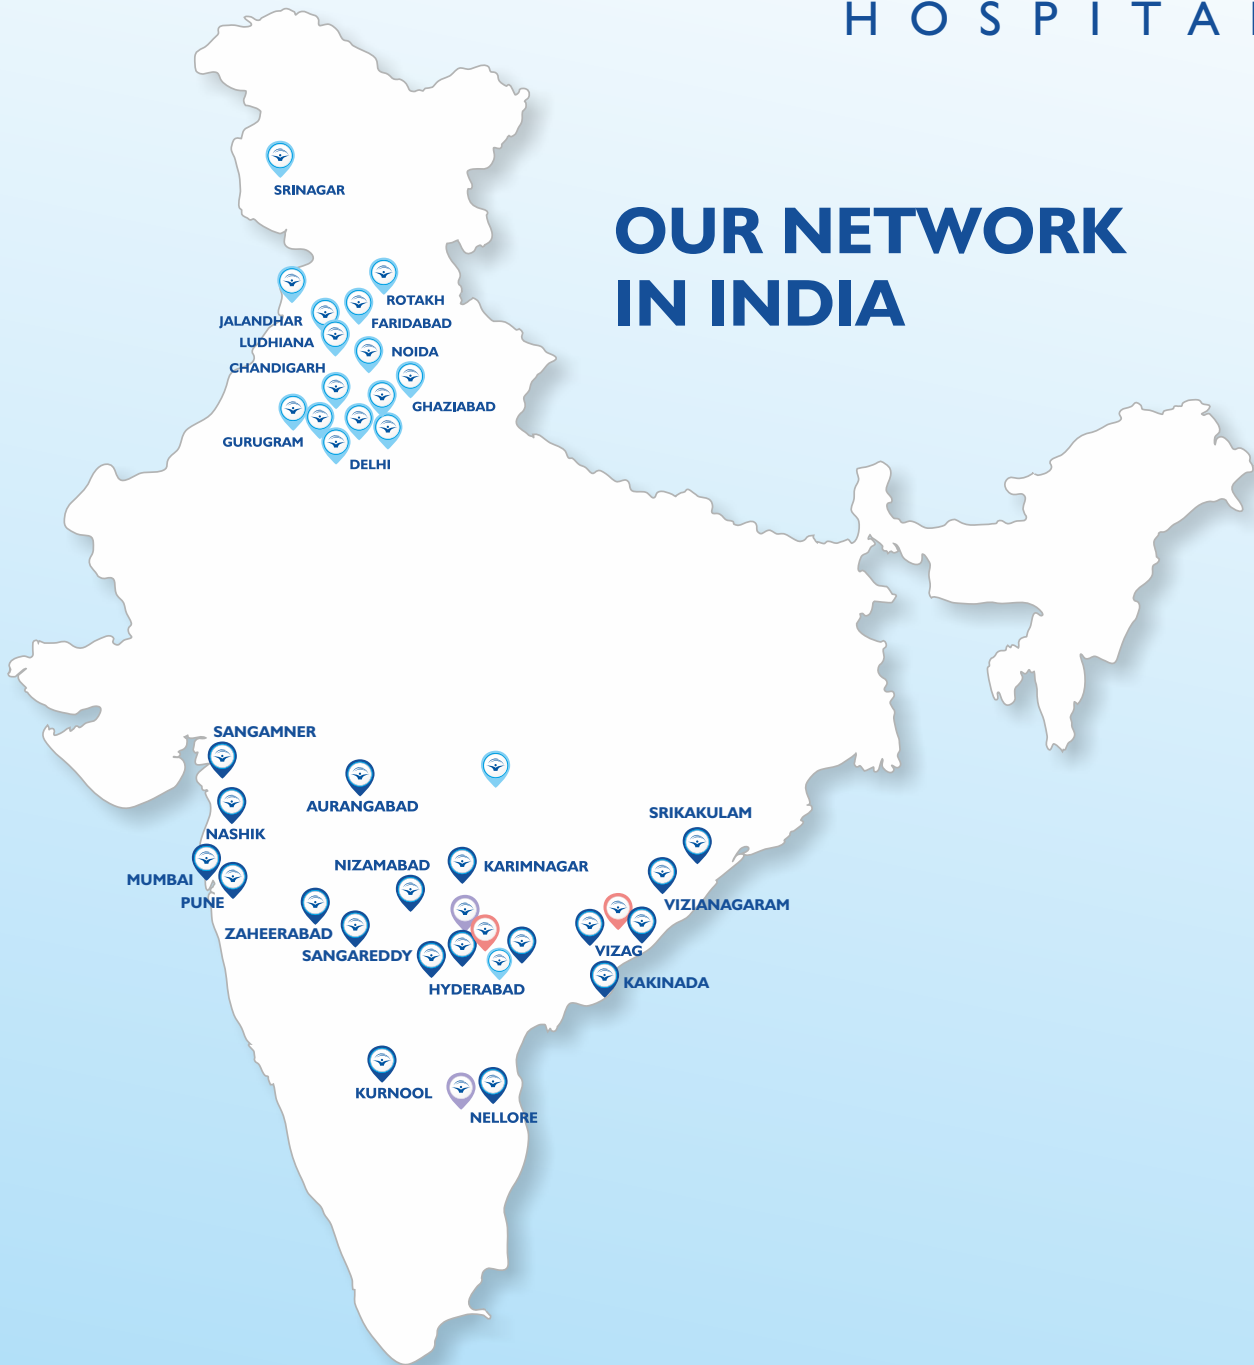 HOSPITAL
OUR NETWORK
IN INDIA
SRINAGAR
ROTAKH
JALANDHAR
FARIDABAD
LUDHIANA
NOIDA
CHANDIGARH
GHAZIABAD
GURUGRAM
DELHI
SANGAMNER
AURANGABAD
NASHIK
SRIKAKULAM
NIZAMABAD
KARIMNAGAR
MUMBAI
PUNE
VIZIANAGARAM
ZAHEERABAD
SANGAREDDY
VIZAG
HYDERABAD
KAKINADA
KURNOOL
NELLORE